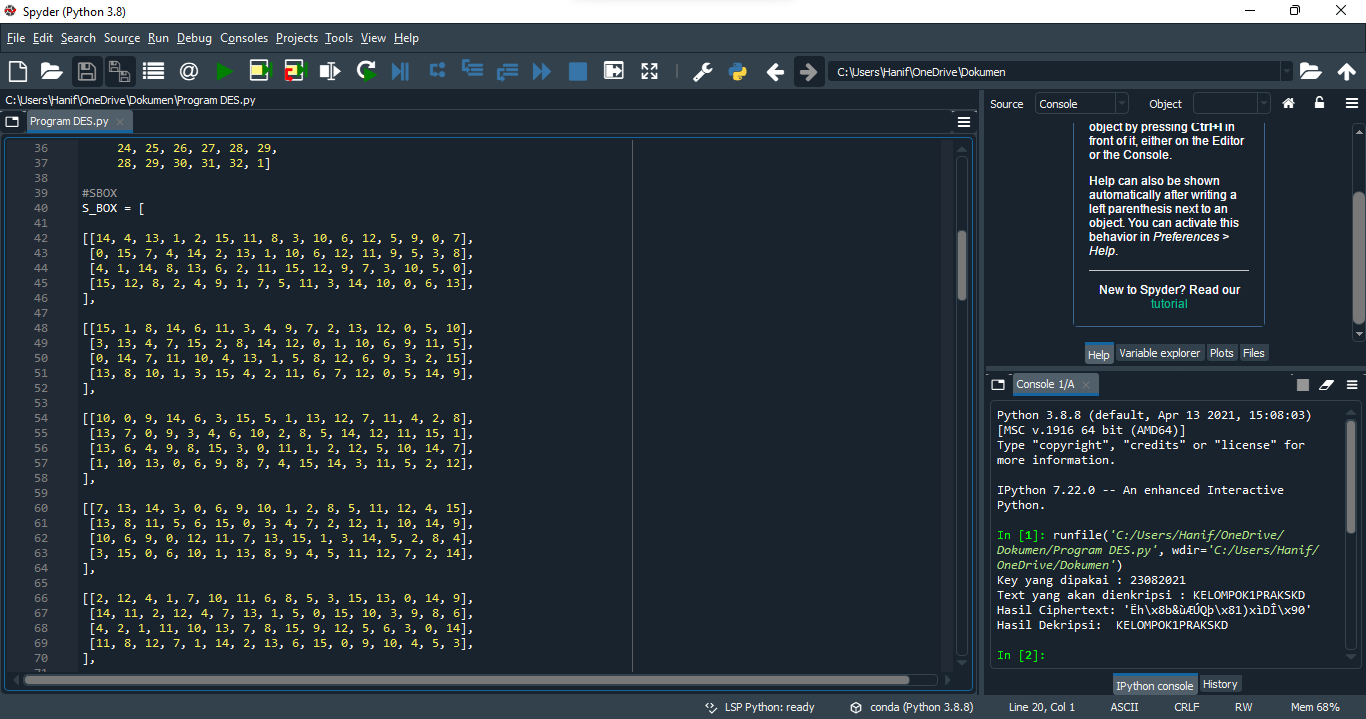 Spyder (Python 3.8)
File Edit Search Source Run Debug Consoles Projects Tools View Help
C:\Users\Hanif\OneDrive\Dokumen
C:\Users\Hanif\OneDrive\Dokumen\Program DES.py
Program DES.py
36 24, 25, 26, 27, 28, 29,
37 28, 29, 30, 31, 32, 1]
38
39 #SBOX
40 S_BOX = [
41
42 [[14, 4, 13, 1, 2, 15, 11, 8, 3, 10, 6, 12, 5, 9, 0, 7],
43 [0, 15, 7, 4, 14, 2, 13, 1, 10, 6, 12, 11, 9, 5, 3, 8],
44 [4, 1, 14, 8, 13, 6, 2, 11, 15, 12, 9, 7, 3, 10, 5, 0],
45 [15, 12, 8, 2, 4, 9, 1, 7, 5, 11, 3, 14, 10, 0, 6, 13],
46 ],
47
48 [[15, 1, 8, 14, 6, 11, 3, 4, 9, 7, 2, 13, 12, 0, 5, 10],
49 [3, 13, 4, 7, 15, 2, 8, 14, 12, 0, 1, 10, 6, 9, 11, 5],
50 [0, 14, 7, 11, 10, 4, 13, 1, 5, 8, 12, 6, 9, 3, 2, 15],
51 [13, 8, 10, 1, 3, 15, 4, 2, 11, 6, 7, 12, 0, 5, 14, 9],
52 ],
53
54 [[10, 0, 9, 14, 6, 3, 15, 5, 1, 13, 12, 7, 11, 4, 2, 8],
55 [13, 7, 0, 9, 3, 4, 6, 10, 2, 8, 5, 14, 12, 11, 15, 1],
56 [13, 6, 4, 9, 8, 15, 3, 0, 11, 1, 2, 12, 5, 10, 14, 7],
57 [1, 10, 13, 0, 6, 9, 8, 7, 4, 15, 14, 3, 11, 5, 2, 12],
58 ],
59
60 [[7, 13, 14, 3, 0, 6, 9, 10, 1, 2, 8, 5, 11, 12, 4, 15],
61 [13, 8, 11, 5, 6, 15, 0, 3, 4, 7, 2, 12, 1, 10, 14, 9],
62 [10, 6, 9, 0, 12, 11, 7, 13, 15, 1, 3, 14, 5, 2, 8, 4],
63 [3, 15, 0, 6, 10, 1, 13, 8, 9, 4, 5, 11, 12, 7, 2, 14],
64 ],
65
66 [[2, 12, 4, 1, 7, 10, 11, 6, 8, 5, 3, 15, 13, 0, 14, 9],
67 [14, 11, 2, 12, 4, 7, 13, 1, 5, 0, 15, 10, 3, 9, 8, 6],
68 [4, 2, 1, 11, 10, 13, 7, 8, 15, 9, 12, 5, 6, 3, 0, 14],
69 [11, 8, 12, 7, 1, 14, 2, 13, 6, 15, 0, 9, 10, 4, 5, 3],
70 ],
71
Source Console Object
object by pressing Ctrl+I in
front of it, either on the Editor
or the Console.
Help can also be shown
automatically after writing a
left parenthesis next to an
object. You can activate this
behavior in Preferences >
Help.
New to Spyder? Read our
tutorial
Help Variable explorer Plots Files
Console 1/A
Python 3.8.8 (default, Apr 13 2021, 15:08:03)
[MSC v.1916 64 bit (AMD64)]
Type "copyright", "credits" or "license" for
more information.
IPython 7.22.0 -- An enhanced Interactive
Python.
In [1]: runfile('C:/Users/Hanif/OneDrive/
Dokumen/Program DES.py', wdir='C:/Users/Hanif/
OneDrive/Dokumen')
Key yang dipakai : 23082021
Text yang akan dienkripsi : KELOMPOK1PRAKSKD
Hasil Ciphertext: 'Ëh\x8b&ùÆÚQþ\x81)xìDÎ\x90'
Hasil Dekripsi: KELOMPOK1PRAKSKD
In [2]:
IPython console History
LSP Python: ready conda (Python 3.8.8) Line 20, Col 1 ASCII CRLF RW Mem 68%